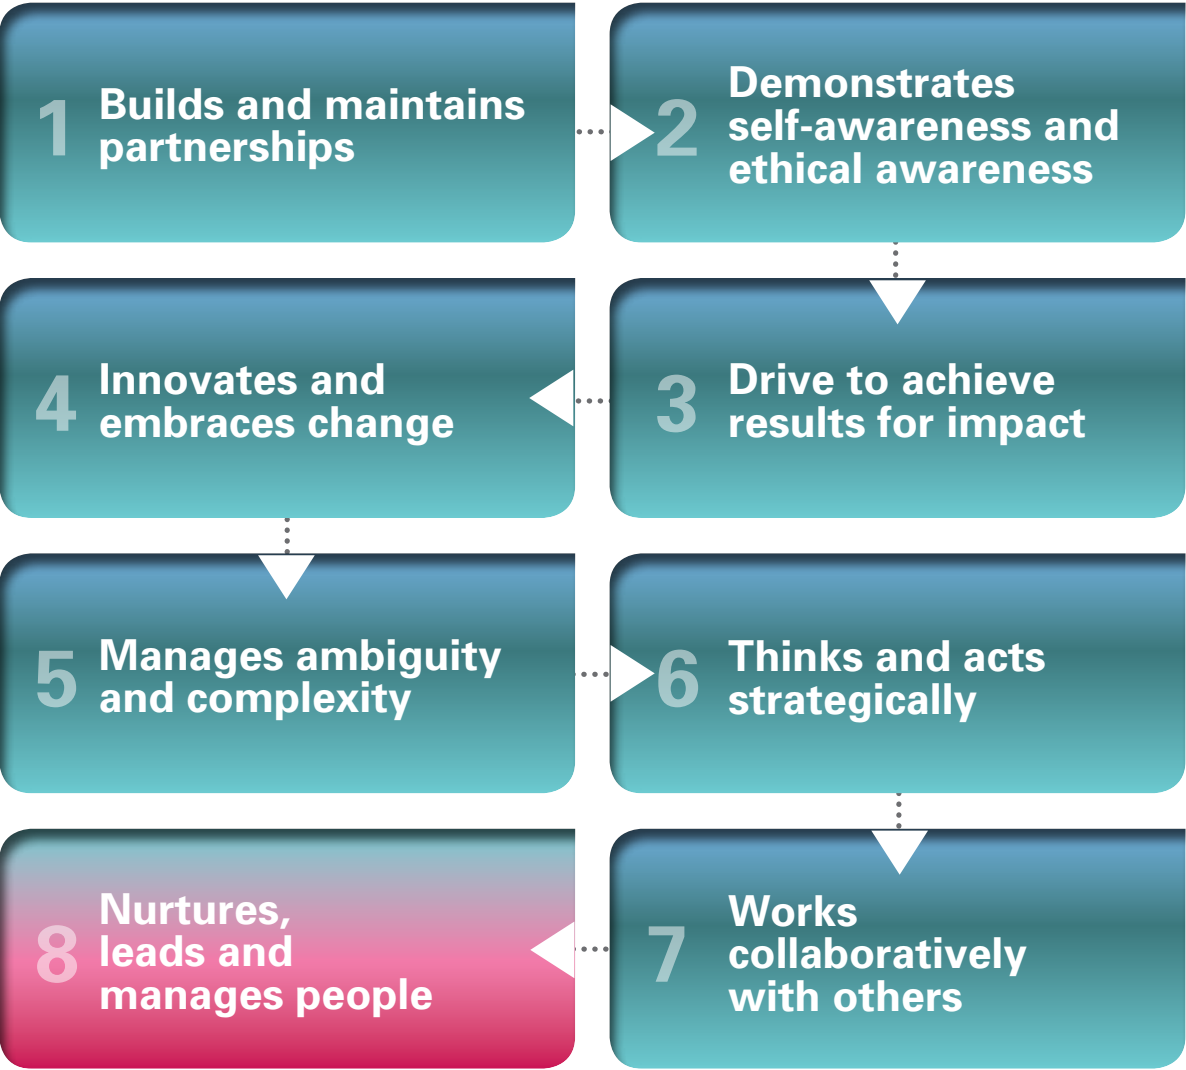 1
Builds and maintains
partnerships
2
Demonstrates
self-awareness and
ethical awareness
3
Drive to achieve
results for impact
4
Innovates and
embraces change
5
Manages ambiguity
and complexity
6
Thinks and acts
strategically
7
Works
collaboratively
with others
8
Nurtures,
leads and
manages people